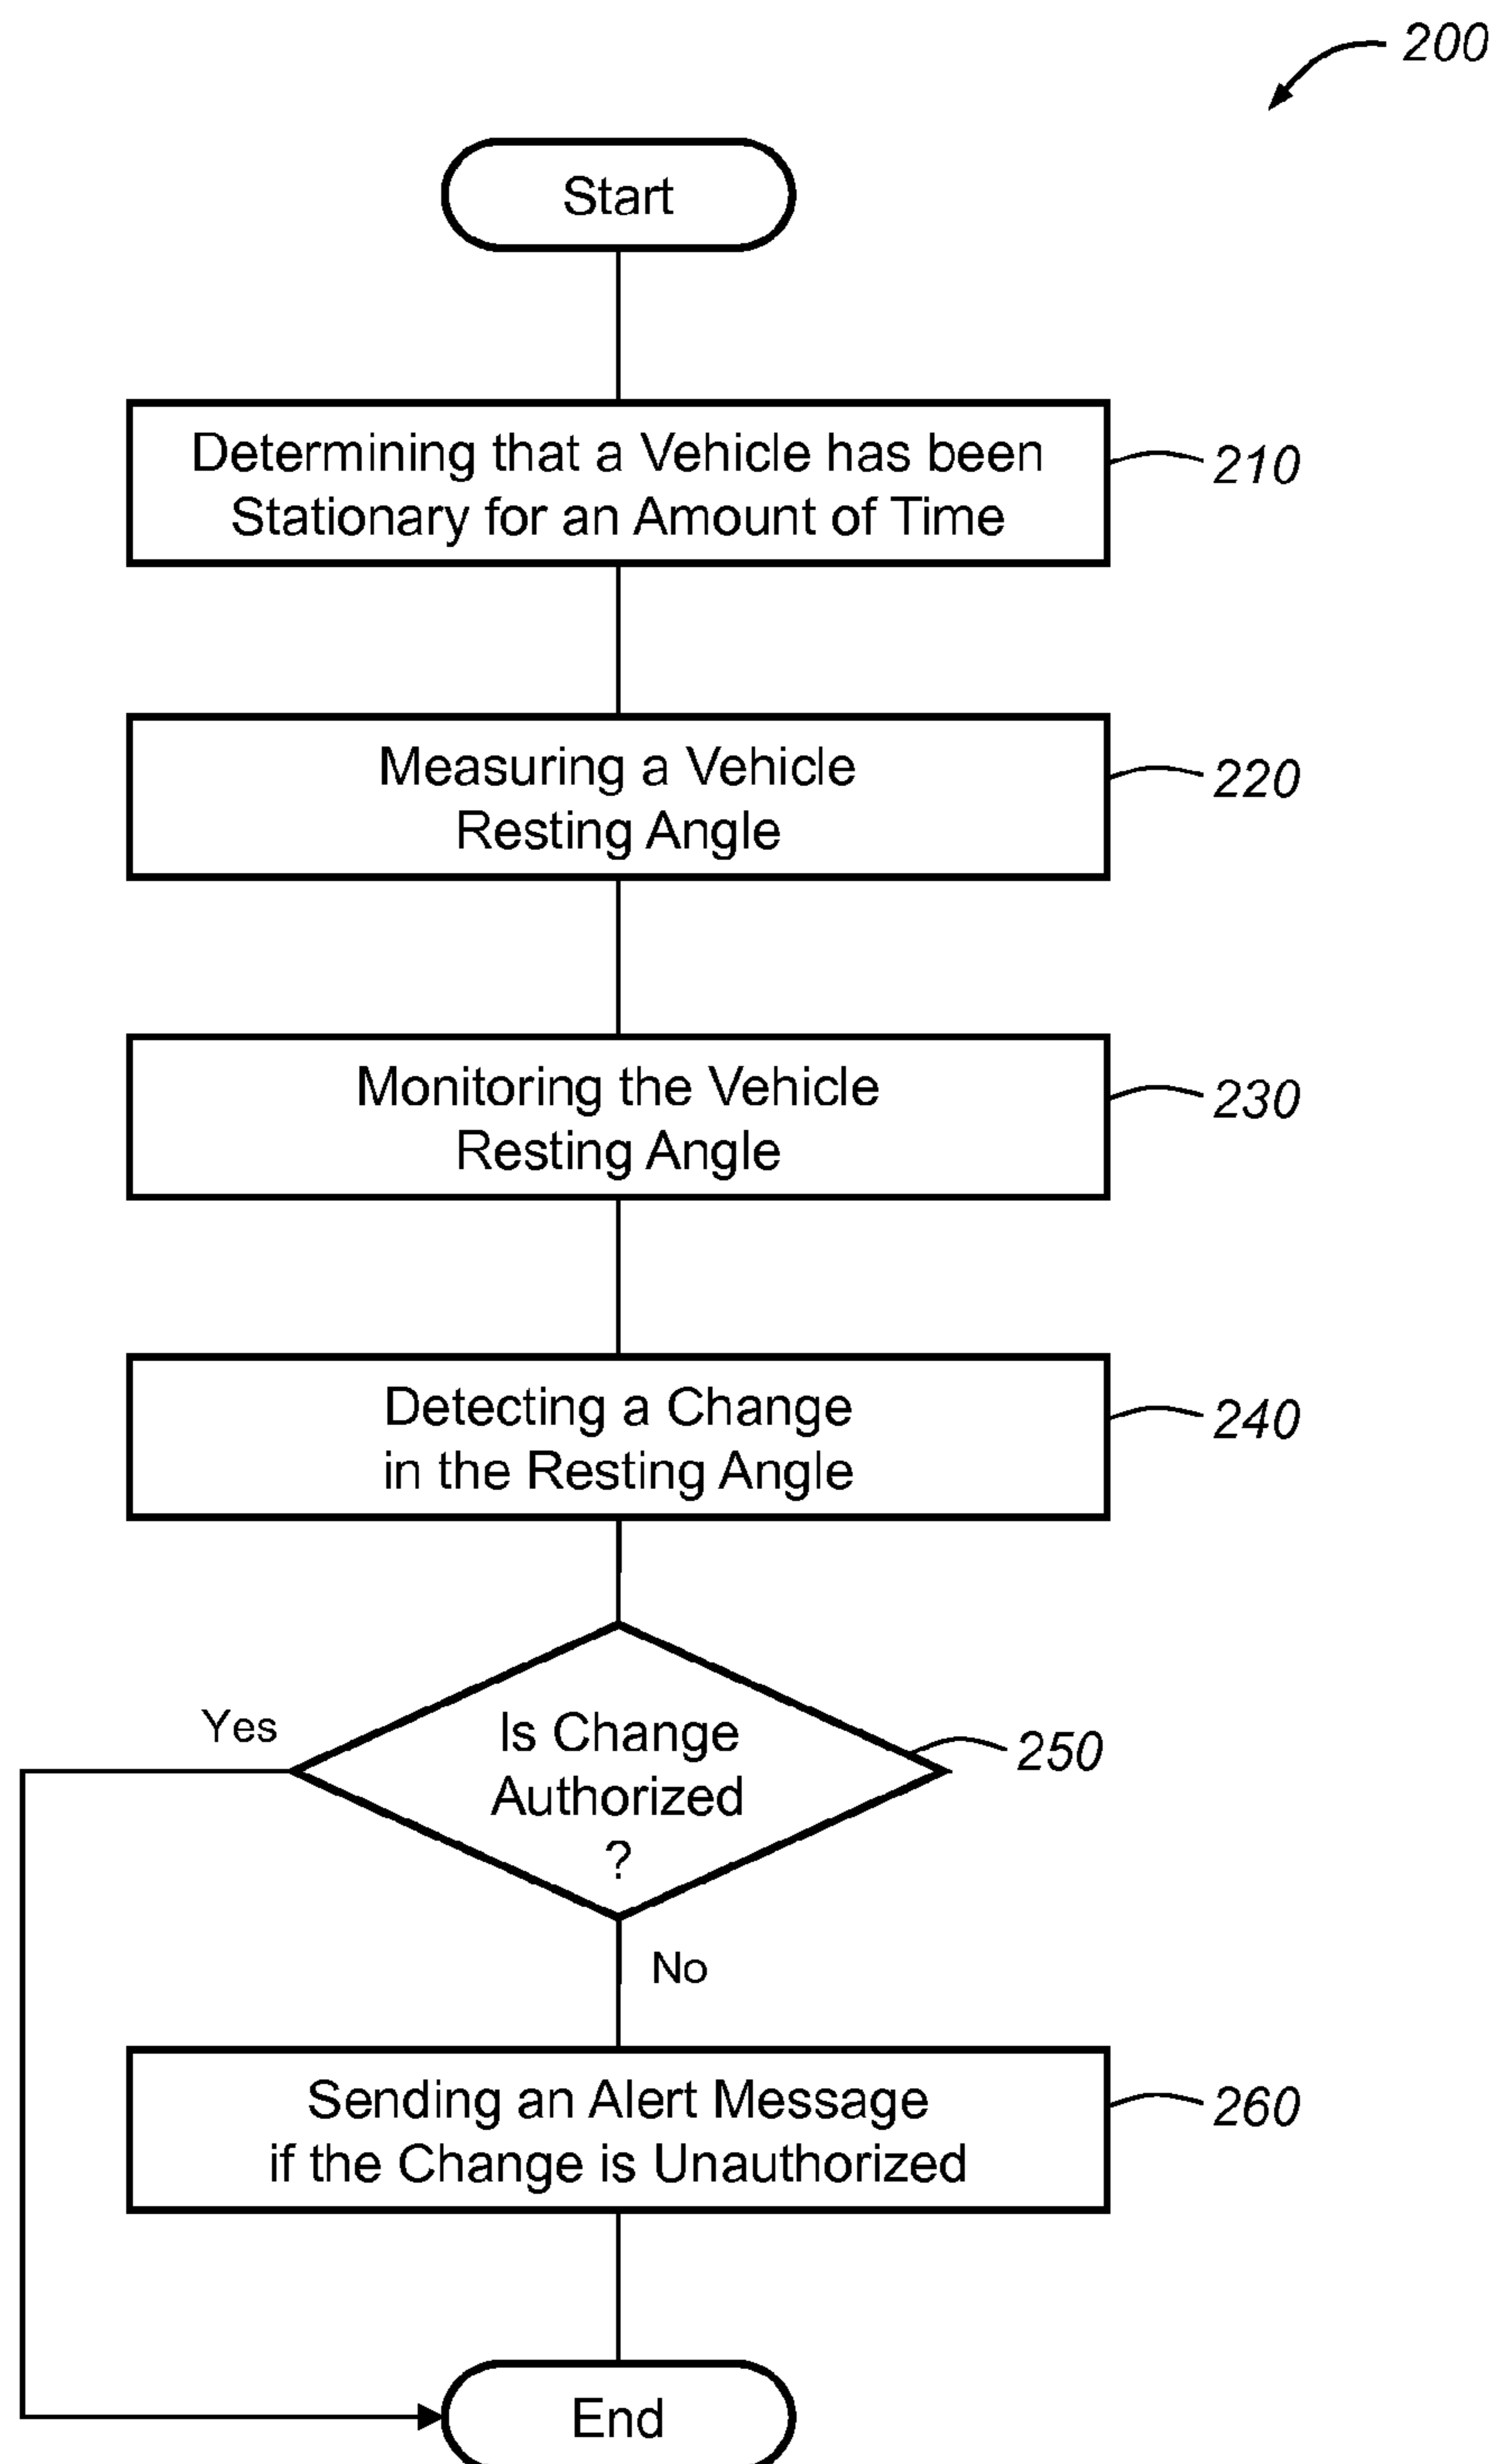 200
Start
Determining that a Vehicle has been
Stationary for an Amount of Time
210
Measuring a Vehicle
Resting Angle
220
Monitoring the Vehicle
Resting Angle
230
Detecting a Change
in the Resting Angle
240
Yes
Is Change
Authorized
?
250
No
Sending an Alert Message
if the Change is Unauthorized
260
End